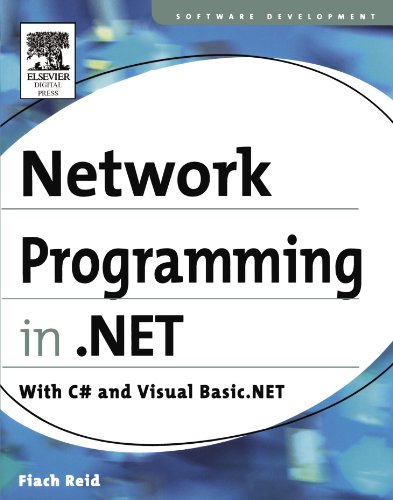 SOFTWARE DEVELOPMENT
ELSEVIER
DIGITAL
PRESS
Network
Programming
in .NET
With C# and Visual Basic.NET
Fiach Reid